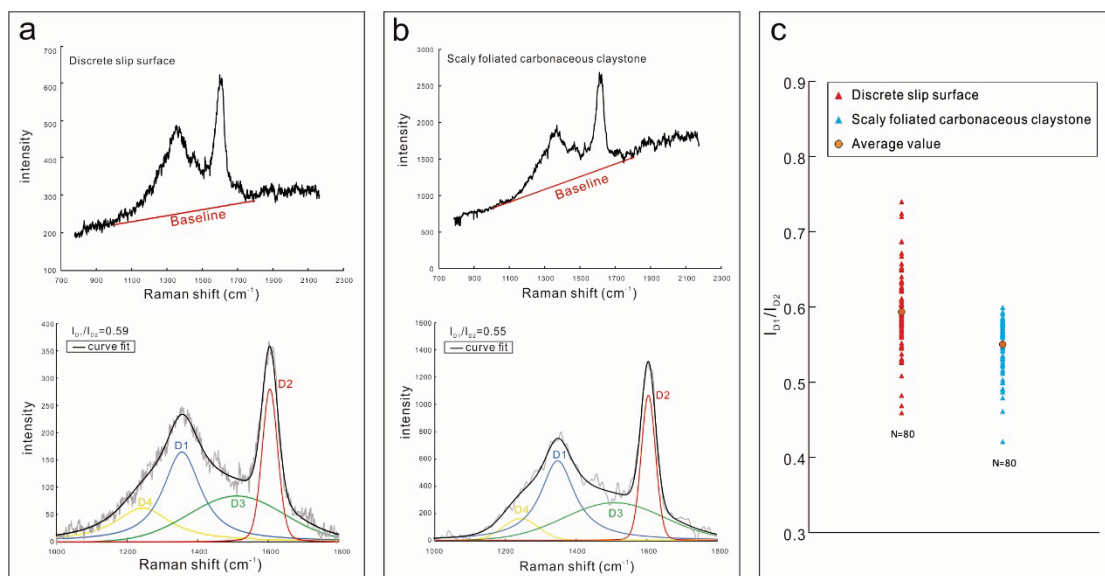 a
Discrete slip surface
700
600
500
400
300
200
100
intensity
Baseline
700 900 1100 1300 1500 1700 1900 2100 2300
Raman shift (cm⁻¹)
I_D1/I_D2=0.59
curve fit
400
350
300
250
200
150
100
50
0
intensity
D2
D1
D4
D3
1000 1200 1400 1600 1800
Raman shift (cm⁻¹)
b
Scaly foliated carbonaceous claystone
3000
2500
2000
1500
1000
500
0
intensity
Baseline
700 900 1100 1300 1500 1700 1900 2100 2300
Raman shift (cm⁻¹)
I_D1/I_D2=0.55
curve fit
1600
1400
1200
1000
800
600
400
200
0
intensity
D2
D1
D4
D3
1000 1200 1400 1600 1800
Raman shift (cm⁻¹)
c
0.9
0.8
0.7
0.6
0.5
0.4
0.3
I_D1/I_D2
Discrete slip surface
Scaly foliated carbonaceous claystone
Average value
N=80
N=80